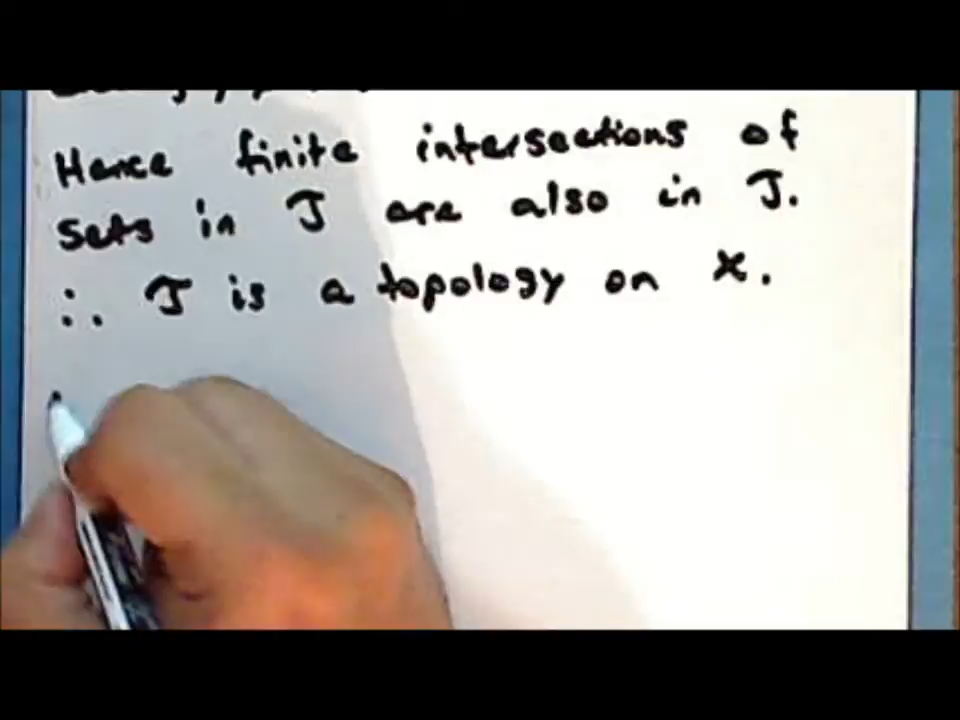 Hence finite intersections of
sets in J are also in J.
∴ J is a topology on X.